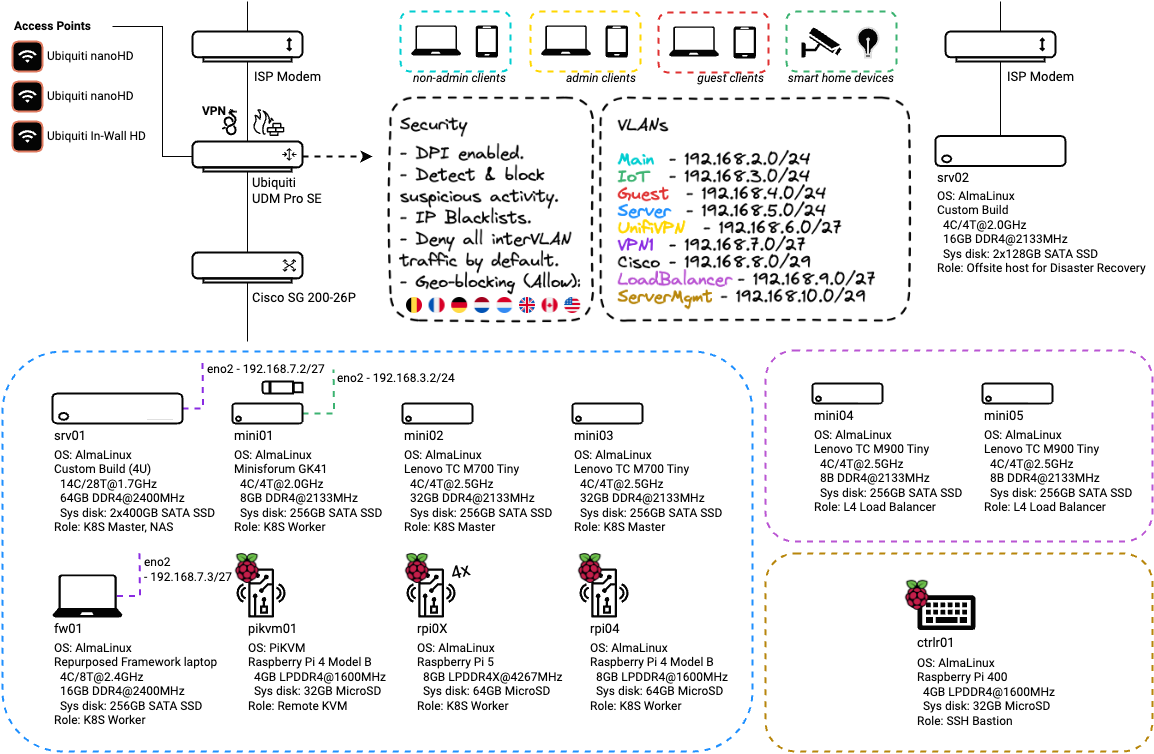 Access Points
Ubiquiti nanoHD
Ubiquiti nanoHD
Ubiquiti In-Wall HD
ISP Modem
VPN
Ubiquiti
UDM Pro SE
Cisco SG 200-26P
non-admin clients
admin clients
guest clients
smart home devices
Security
- DPI enabled.
- Detect & block
suspicious activity.
- IP Blacklists.
- Deny all interVLAN
traffic by default.
- Geo-blocking (Allow):
VLANs
Main - 192.168.2.0/24
IoT - 192.168.3.0/24
Guest - 192.168.4.0/24
Server - 192.168.5.0/24
UnifiVPN - 192.168.6.0/27
VPN1 - 192.168.7.0/27
Cisco - 192.168.8.0/29
LoadBalancer - 192.168.9.0/27
ServerMgmt - 192.168.10.0/29
ISP Modem
srv02
OS: AlmaLinux
Custom Build
4C/4T@2.0GHz
16GB DDR4@2133MHz
Sys disk: 2x128GB SATA SSD
Role: Offsite host for Disaster Recovery
eno2 - 192.168.7.2/27
srv01
OS: AlmaLinux
Custom Build (4U)
14C/28T@1.7GHz
64GB DDR4@2400MHz
Sys disk: 2x400GB SATA SSD
Role: K8S Master, NAS
eno2 - 192.168.3.2/24
mini01
OS: AlmaLinux
Minisforum GK41
4C/4T@2.0GHz
8GB DDR4@2133MHz
Sys disk: 256GB SATA SSD
Role: K8S Worker
mini02
OS: AlmaLinux
Lenovo TC M700 Tiny
4C/4T@2.5GHz
32GB DDR4@2133MHz
Sys disk: 256GB SATA SSD
Role: K8S Master
mini03
OS: AlmaLinux
Lenovo TC M700 Tiny
4C/4T@2.5GHz
32GB DDR4@2133MHz
Sys disk: 256GB SATA SSD
Role: K8S Master
mini04
OS: AlmaLinux
Lenovo TC M900 Tiny
4C/4T@2.5GHz
8B DDR4@2133MHz
Sys disk: 256GB SATA SSD
Role: L4 Load Balancer
mini05
OS: AlmaLinux
Lenovo TC M900 Tiny
4C/4T@2.5GHz
8B DDR4@2133MHz
Sys disk: 256GB SATA SSD
Role: L4 Load Balancer
eno2
- 192.168.7.3/27
fw01
OS: AlmaLinux
Repurposed Framework laptop
4C/8T@2.4GHz
16GB DDR4@2400MHz
Sys disk: 256GB SATA SSD
Role: K8S Worker
pikvm01
OS: PiKVM
Raspberry Pi 4 Model B
4GB LPDDR4@1600MHz
Sys disk: 32GB MicroSD
Role: Remote KVM
4X
rpi0X
OS: AlmaLinux
Raspberry Pi 5
8GB LPDDR4X@4267MHz
Sys disk: 64GB MicroSD
Role: K8S Worker
rpi04
OS: AlmaLinux
Raspberry Pi 4 Model B
8GB LPDDR4@1600MHz
Sys disk: 64GB MicroSD
Role: K8S Worker
ctrlr01
OS: AlmaLinux
Raspberry Pi 400
4GB LPDDR4@1600MHz
Sys disk: 32GB MicroSD
Role: SSH Bastion